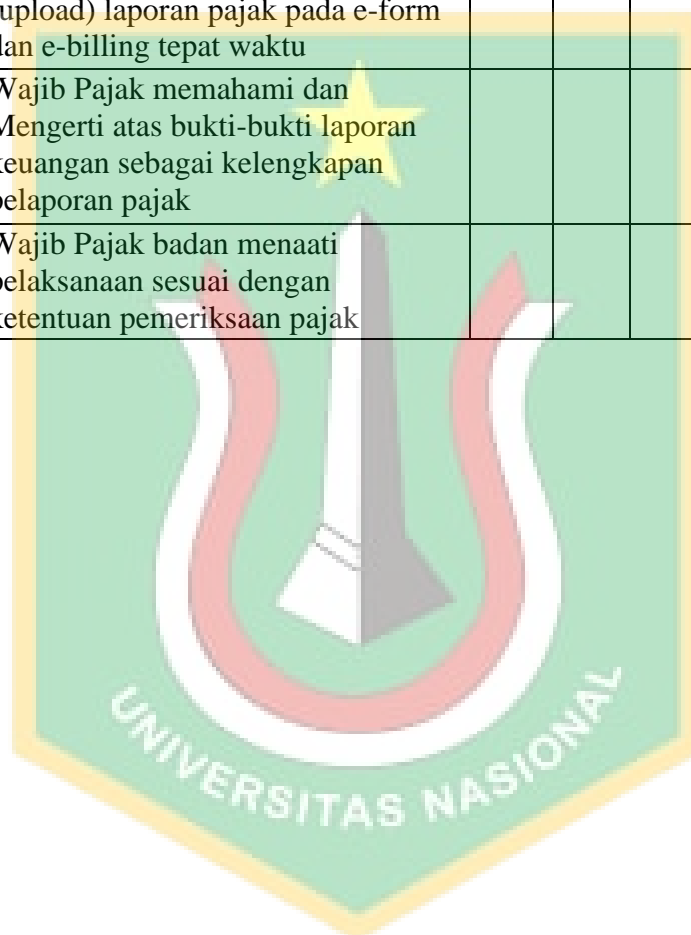 (upload) laporan pajak pada e-form
dan e-billing tepat waktu
Wajib Pajak memahami dan
Mengerti atas bukti-bukti laporan
keuangan sebagai kelengkapan
pelaporan pajak
Wajib Pajak badan menaati
pelaksanaan sesuai dengan
ketentuan pemeriksaan pajak
UNIVERSITAS NASIONAL